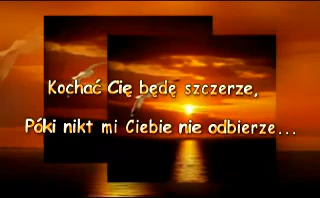 Kochać Cię będę szczerze,
Póki nikt mi Ciebie nie odbierze...